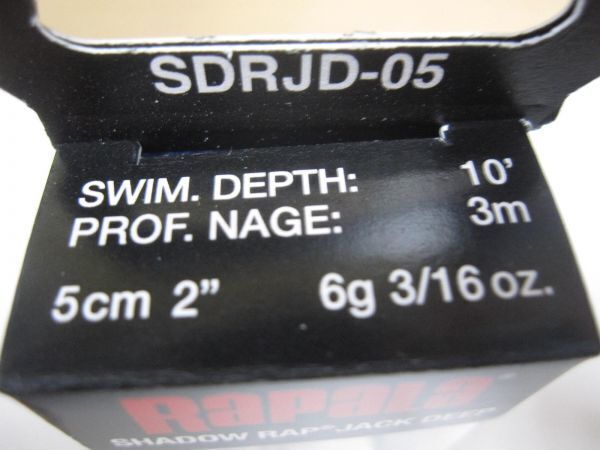 SDRJD-05
SWIM. DEPTH: 10'
PROF. NAGE: 3m
5cm 2" 6g 3/16 oz.
Rapala®
SHADOW RAP® JACK DEEP